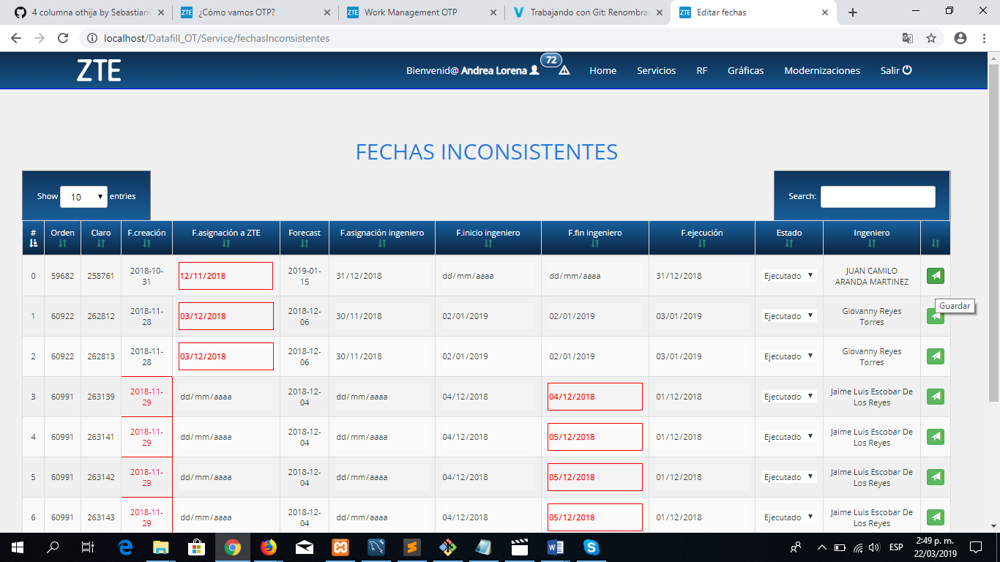 4 columna othija by Sebastian
¿Cómo vamos OTP?
Work Management OTP
Trabajando con Git: Renombra
Editar fechas
localhost/Datafill_OT/Service/fechasInconsistentes
ZTE
Bienvenid@ Andrea Lorena
72
Home
Servicios
RF
Gráficas
Modernizaciones
Salir
FECHAS INCONSISTENTES
Show 10 entries
Search:
# Orden Claro F.creación F.asignación a ZTE Forecast F.asignación ingeniero F.inicio ingeniero F.fin ingeniero F.ejecución Estado Ingeniero
0 59682 258761 2018-10-31 12/11/2018 2019-01-15 31/12/2018 dd/mm/aaaa dd/mm/aaaa 31/12/2018 Ejecutado JUAN CAMILO ARANDA MARTINEZ
Guardar
1 60922 262812 2018-11-28 03/12/2018 2018-12-06 30/11/2018 02/01/2019 02/01/2019 03/01/2019 Ejecutado Giovanny Reyes Torres
2 60922 262813 2018-11-28 03/12/2018 2018-12-06 30/11/2018 02/01/2019 02/01/2019 03/01/2019 Ejecutado Giovanny Reyes Torres
3 60991 263139 2018-11-29 dd/mm/aaaa 2018-12-04 dd/mm/aaaa 04/12/2018 04/12/2018 01/12/2018 Ejecutado Jaime Luis Escobar De Los Reyes
4 60991 263141 2018-11-29 dd/mm/aaaa 2018-12-04 dd/mm/aaaa 04/12/2018 05/12/2018 01/12/2018 Ejecutado Jaime Luis Escobar De Los Reyes
5 60991 263142 2018-11-29 dd/mm/aaaa 2018-12-04 dd/mm/aaaa 04/12/2018 05/12/2018 01/12/2018 Ejecutado Jaime Luis Escobar De Los Reyes
6 60991 263143 2018-11-29 dd/mm/aaaa 2018-12-04 dd/mm/aaaa 04/12/2018 05/12/2018 01/12/2018 Ejecutado Jaime Luis Escobar De Los Reyes
ESP
2:49 p. m.
22/03/2019